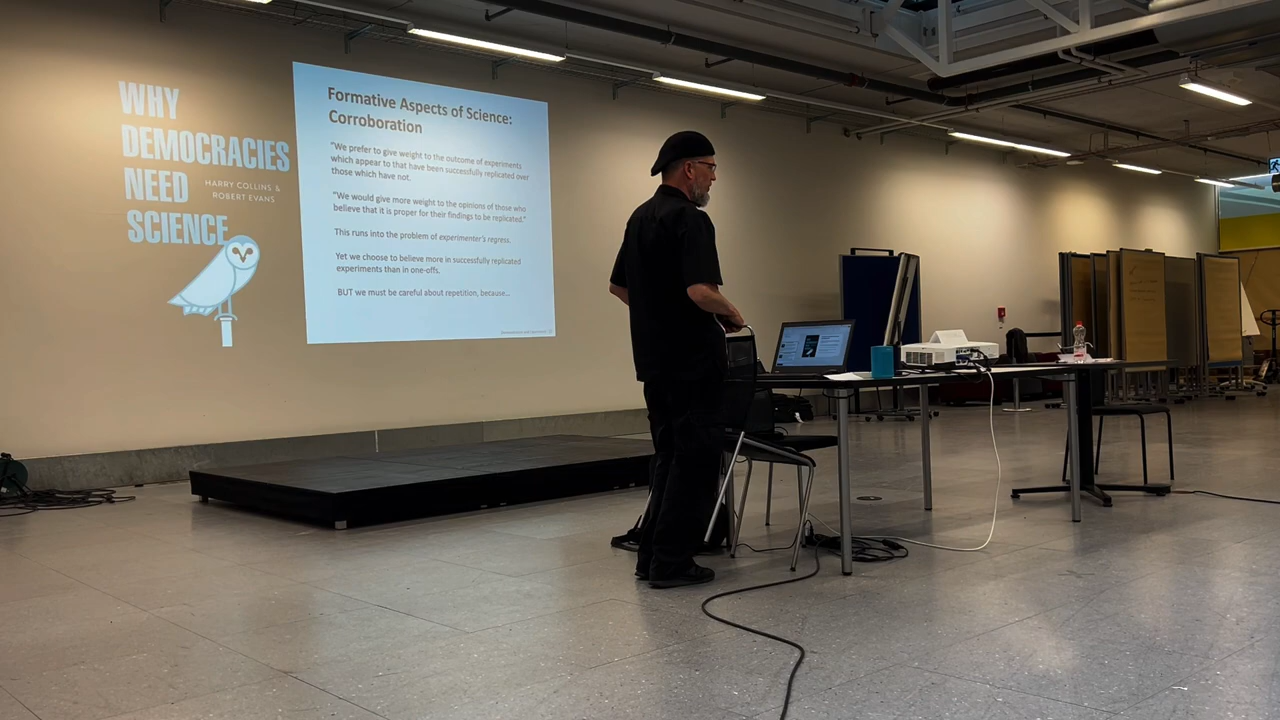 WHY
DEMOCRACIES
NEED
HARRY COLLINS &
ROBERT EVANS
SCIENCE
Formative Aspects of Science:
Corroboration
"We prefer to give weight to the outcome of experiments
which appear to that have been successfully replicated over
those which have not.
"We would give more weight to the opinions of those who
believe that it is proper for their findings to be replicated."
This runs into the problem of experimenter's regress.
Yet we choose to believe more in successfully replicated
experiments than in one-offs.
BUT we must be careful about repetition, because...